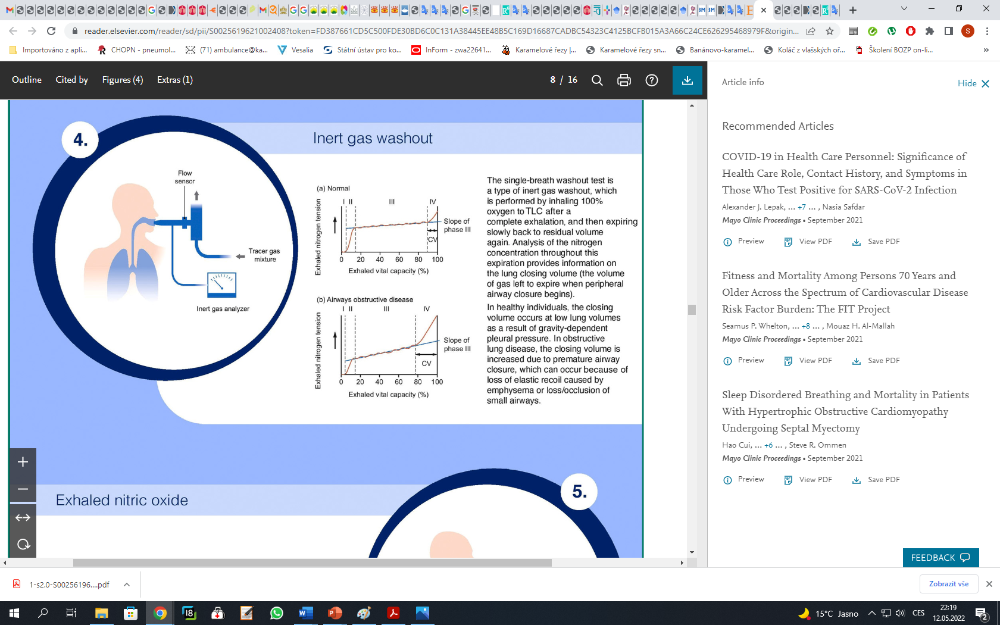 reader.elsevier.com/reader/sd/pii/S0025619621002408?token=FD387661CD5C500FDE30BD6C0C131A38445EE48B5C169D16687CADBC54323C4125BCFB015A3A66C24CE626295468979F&origin...
Importováno z apli...
CHOPN - pneumol...
(71) ambulance@ka...
Vesalia
Státní ústav pro ko...
InForm - zwa22641...
Karamelové řezy |...
Karamelové řezy sn...
Banánovo-karamel...
Koláč z vlašských oř...
Školení BOZP on-li...
»
Outline Cited by Figures (4) Extras (1)
8 / 16
Article info
Hide
4.
Inert gas washout
Flow
sensor
Tracer gas
mixture
Inert gas analyzer
(a) Normal
I II III IV
Exhaled nitrogen tension
Slope of
phase III
CV
0 20 40 60 80 100
Exhaled vital capacity (%)
(b) Airways obstructive disease
I II III IV
Exhaled nitrogen tension
Slope of
phase III
CV
0 20 40 60 80 100
Exhaled vital capacity (%)
The single-breath washout test is
a type of inert gas washout, which
is performed by inhaling 100%
oxygen to TLC after a
complete exhalation, and then expiring
slowly back to residual volume
again. Analysis of the nitrogen
concentration throughout this
expiration provides information on
the lung closing volume (the volume
of gas left to expire when peripheral
airway closure begins).
In healthy individuals, the closing
volume occurs at low lung volumes
as a result of gravity-dependent
pleural pressure. In obstructive
lung disease, the closing volume is
increased due to premature airway
closure, which can occur because of
loss of elastic recoil caused by
emphysema or loss/occlusion of
small airways.
Exhaled nitric oxide
5.
Recommended Articles
COVID-19 in Health Care Personnel: Significance of
Health Care Role, Contact History, and Symptoms in
Those Who Test Positive for SARS-CoV-2 Infection
Alexander J. Lepak, ... +7 ... , Nasia Safdar
Mayo Clinic Proceedings • September 2021
Preview View PDF Save PDF
Fitness and Mortality Among Persons 70 Years and
Older Across the Spectrum of Cardiovascular Disease
Risk Factor Burden: The FIT Project
Seamus P. Whelton, ... +8 ... , Mouaz H. Al-Mallah
Mayo Clinic Proceedings • September 2021
Preview View PDF Save PDF
Sleep Disordered Breathing and Mortality in Patients
With Hypertrophic Obstructive Cardiomyopathy
Undergoing Septal Myectomy
Hao Cui, ... +6 ... , Steve R. Ommen
Mayo Clinic Proceedings • September 2021
Preview View PDF Save PDF
FEEDBACK
1-s2.0-S00256196....pdf
Zobrazit vše
15°C Jasno
CES
22:19
12.05.2022
2